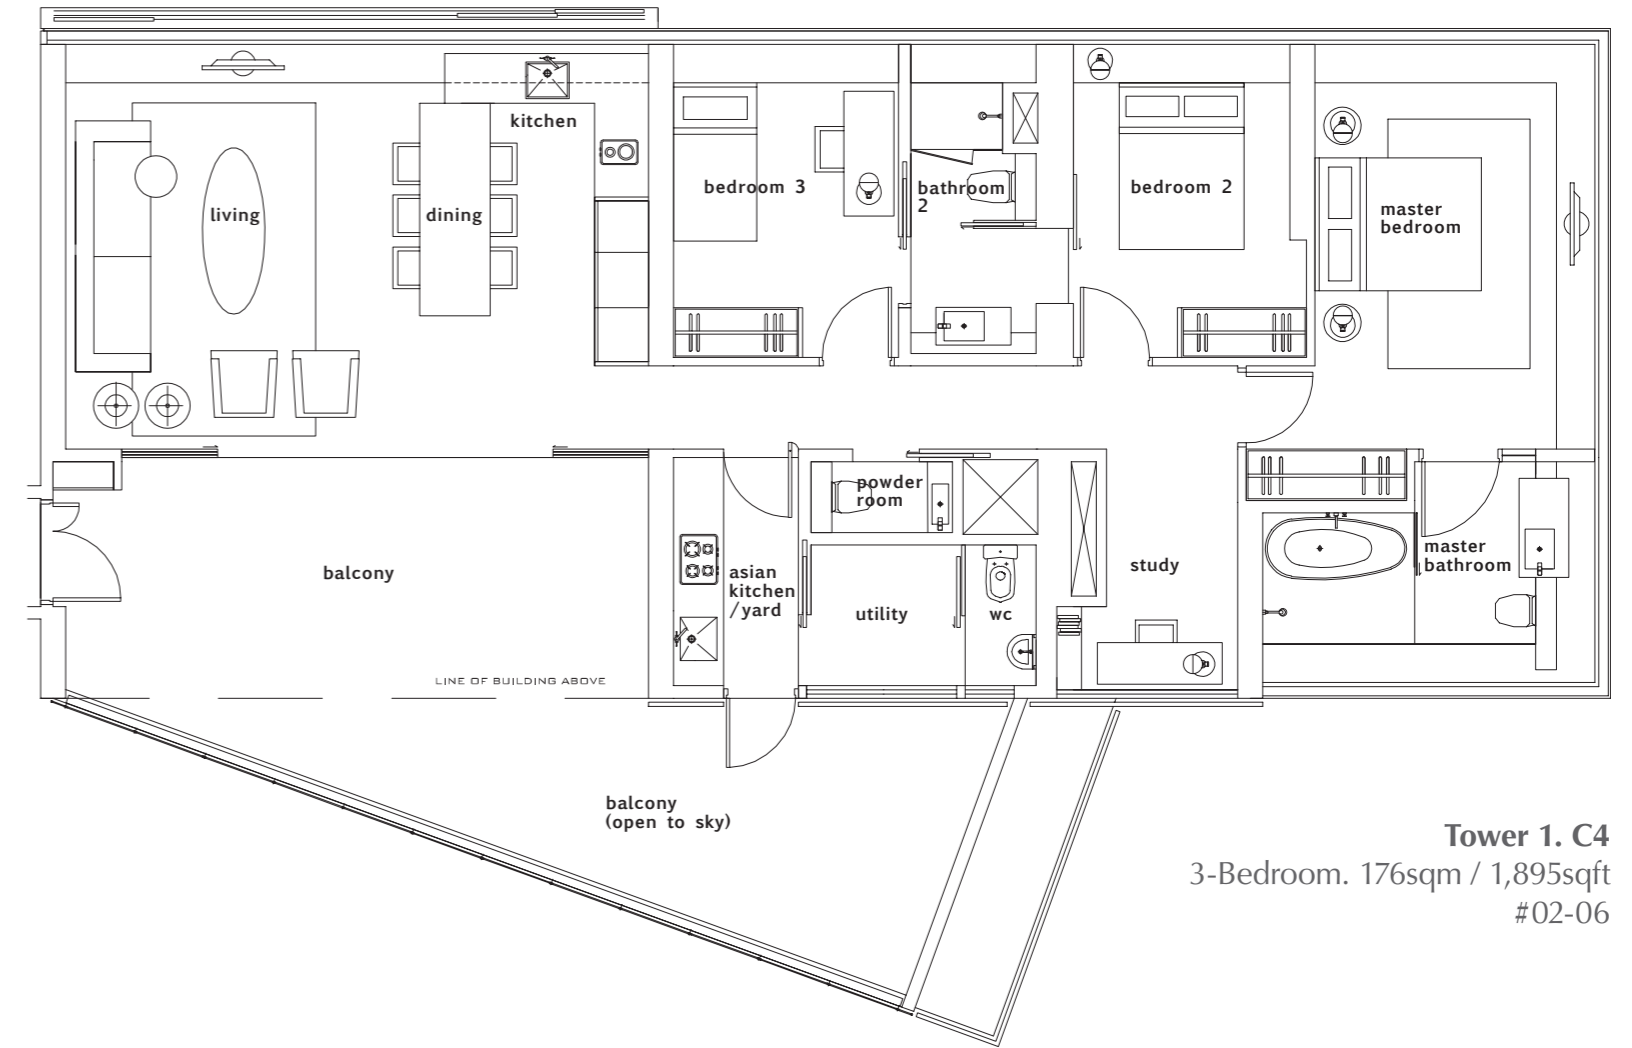 kitchen
living
dining
bedroom 3
bathroom
2
bedroom 2
master
bedroom
powder
room
balcony
asian
kitchen
/yard
utility
wc
study
master
bathroom
LINE OF BUILDING ABOVE
balcony
(open to sky)
Tower 1. C4
3-Bedroom. 176sqm / 1,895sqft
#02-06